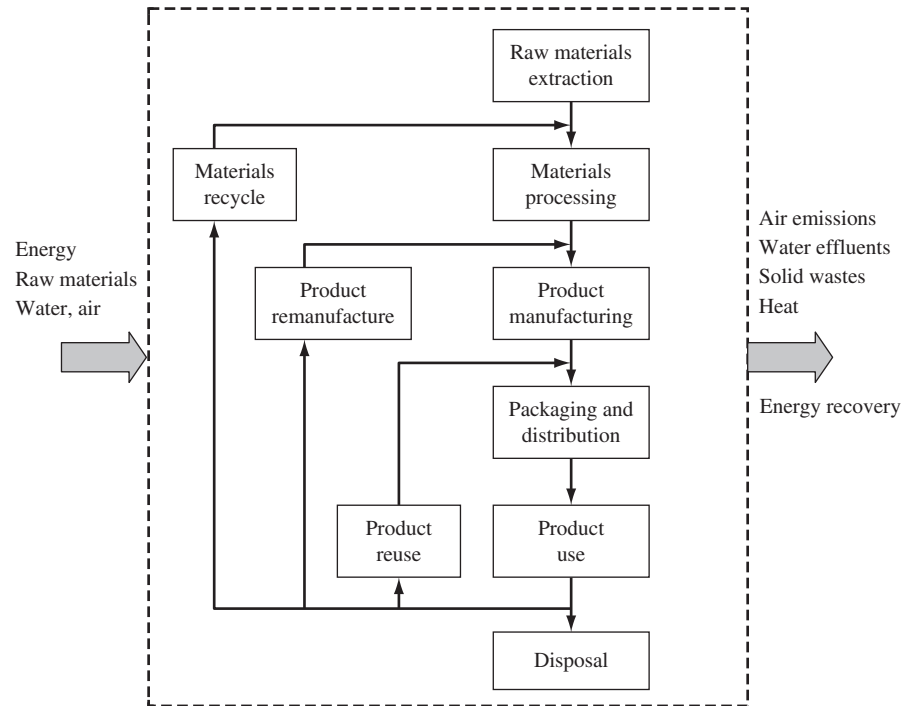 Raw materials
extraction
Materials
recycle
Materials
processing
Energy
Raw materials
Water, air
Product
remanufacture
Product
manufacturing
Air emissions
Water effluents
Solid wastes
Heat
Energy recovery
Packaging and
distribution
Product
reuse
Product
use
Disposal